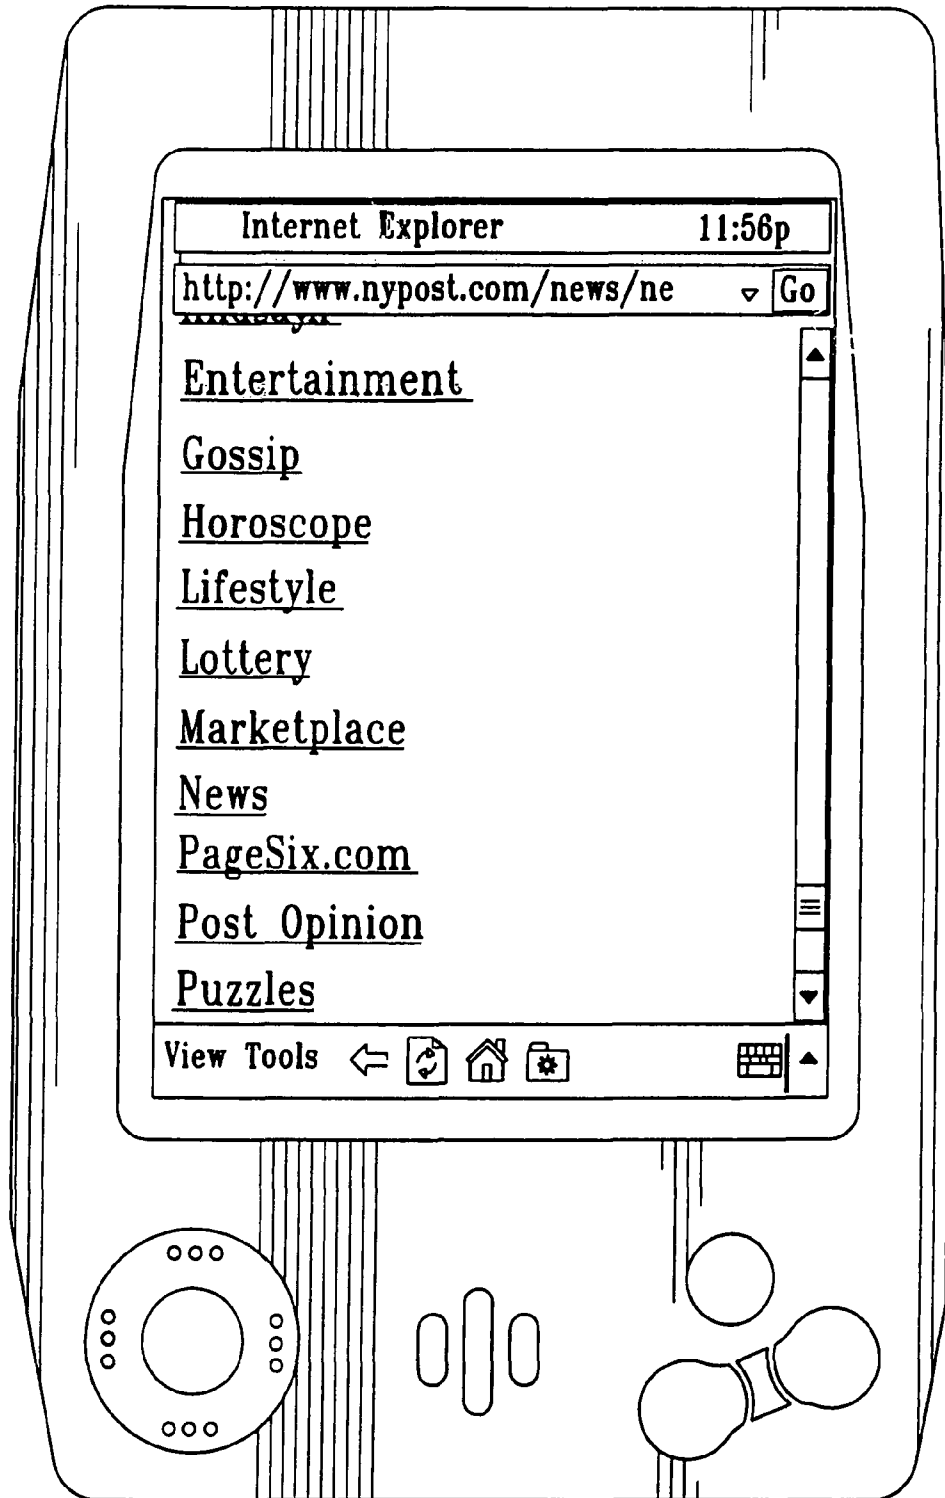 Internet Explorer 11:56p
http://www.nypost.com/news/ne Go
Entertainment
Gossip
Horoscope
Lifestyle
Lottery
Marketplace
News
PageSix.com
Post Opinion
Puzzles
View Tools